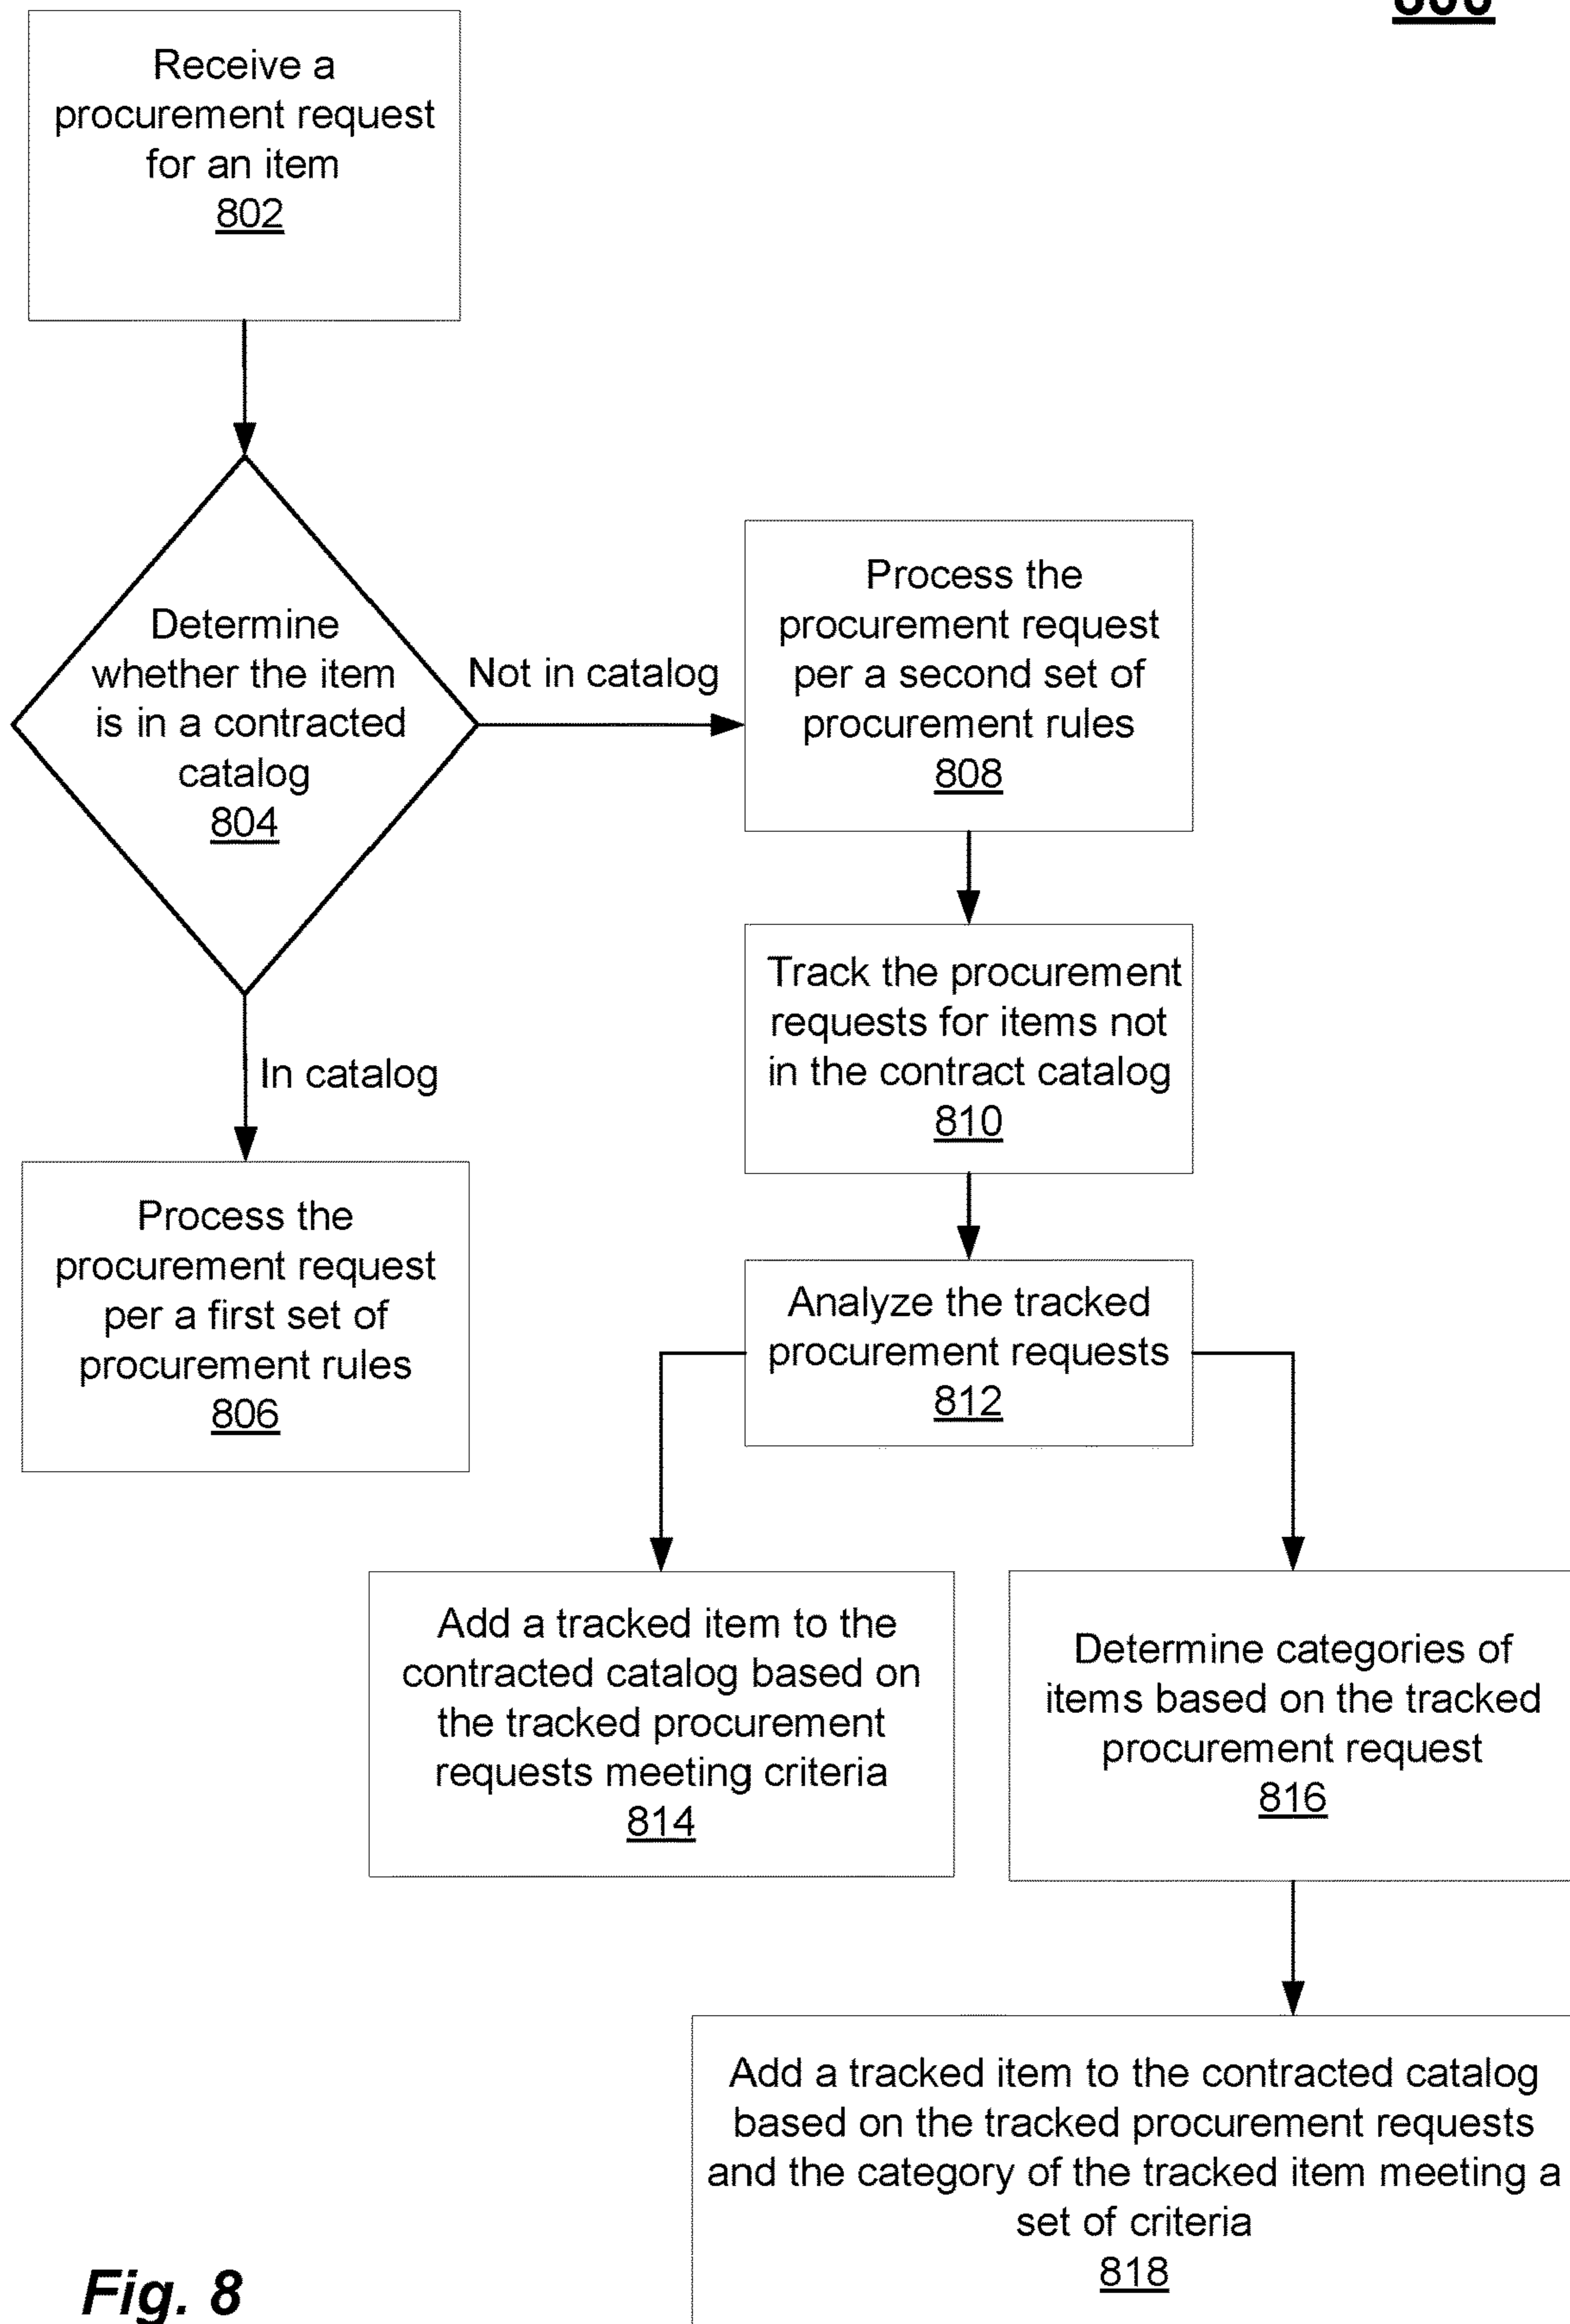 Receive a
procurement request
for an item
802
Determine
whether the item
is in a contracted
catalog
804
Not in catalog
In catalog
Process the
procurement request
per a first set of
procurement rules
806
Process the
procurement request
per a second set of
procurement rules
808
Track the procurement
requests for items not
in the contract catalog
810
Analyze the tracked
procurement requests
812
Add a tracked item to the
contracted catalog based on
the tracked procurement
requests meeting criteria
814
Determine categories of
items based on the tracked
procurement request
816
Add a tracked item to the contracted catalog
based on the tracked procurement requests
and the category of the tracked item meeting a
set of criteria
818
Fig. 8